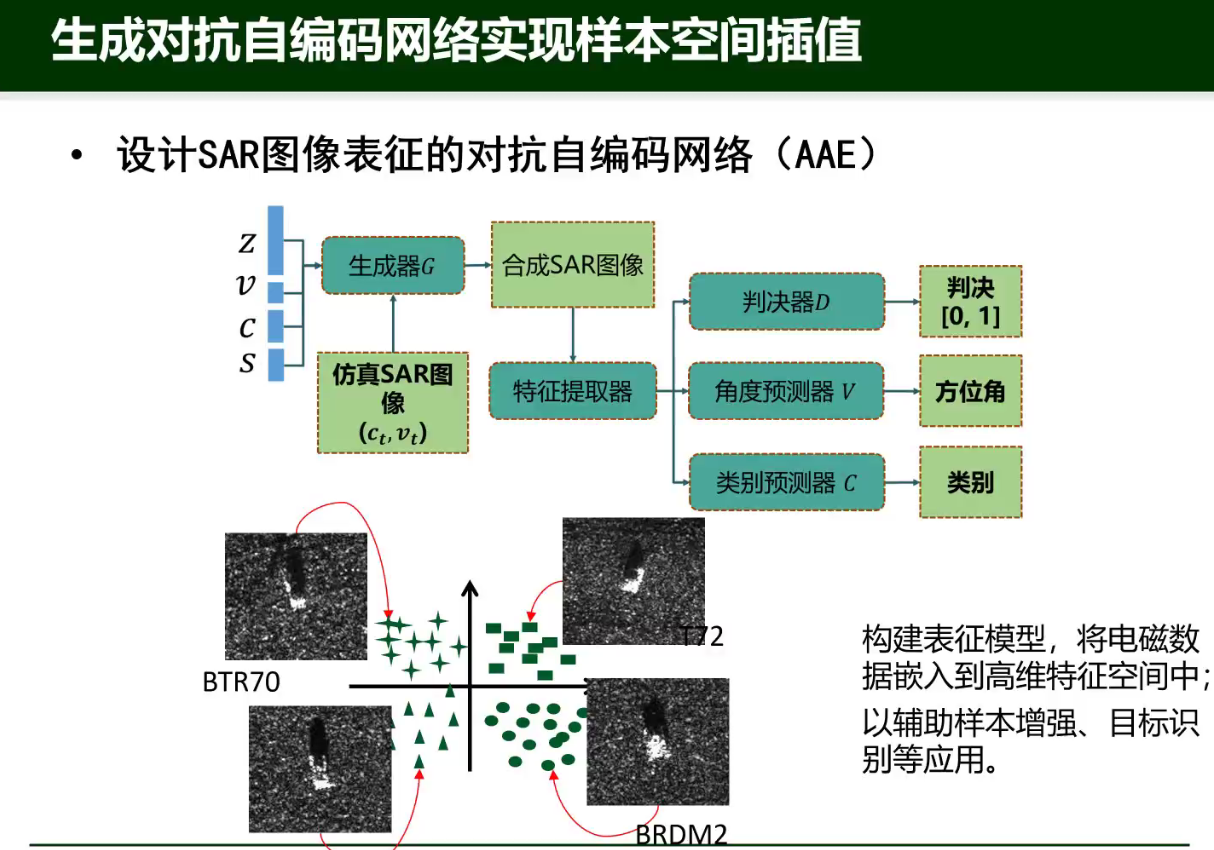 生成对抗自编码网络实现样本空间插值
• 设计SAR图像表征的对抗自编码网络（AAE）
z
v
c
s
生成器G
合成SAR图像
仿真SAR图
像
(cₜ, vₜ)
特征提取器
判决器D
判决
[0, 1]
角度预测器 V
方位角
类别预测器 C
类别
BTR70
T72
BRDM2
构建表征模型，将电磁数
据嵌入到高维特征空间中；
以辅助样本增强、目标识
别等应用。